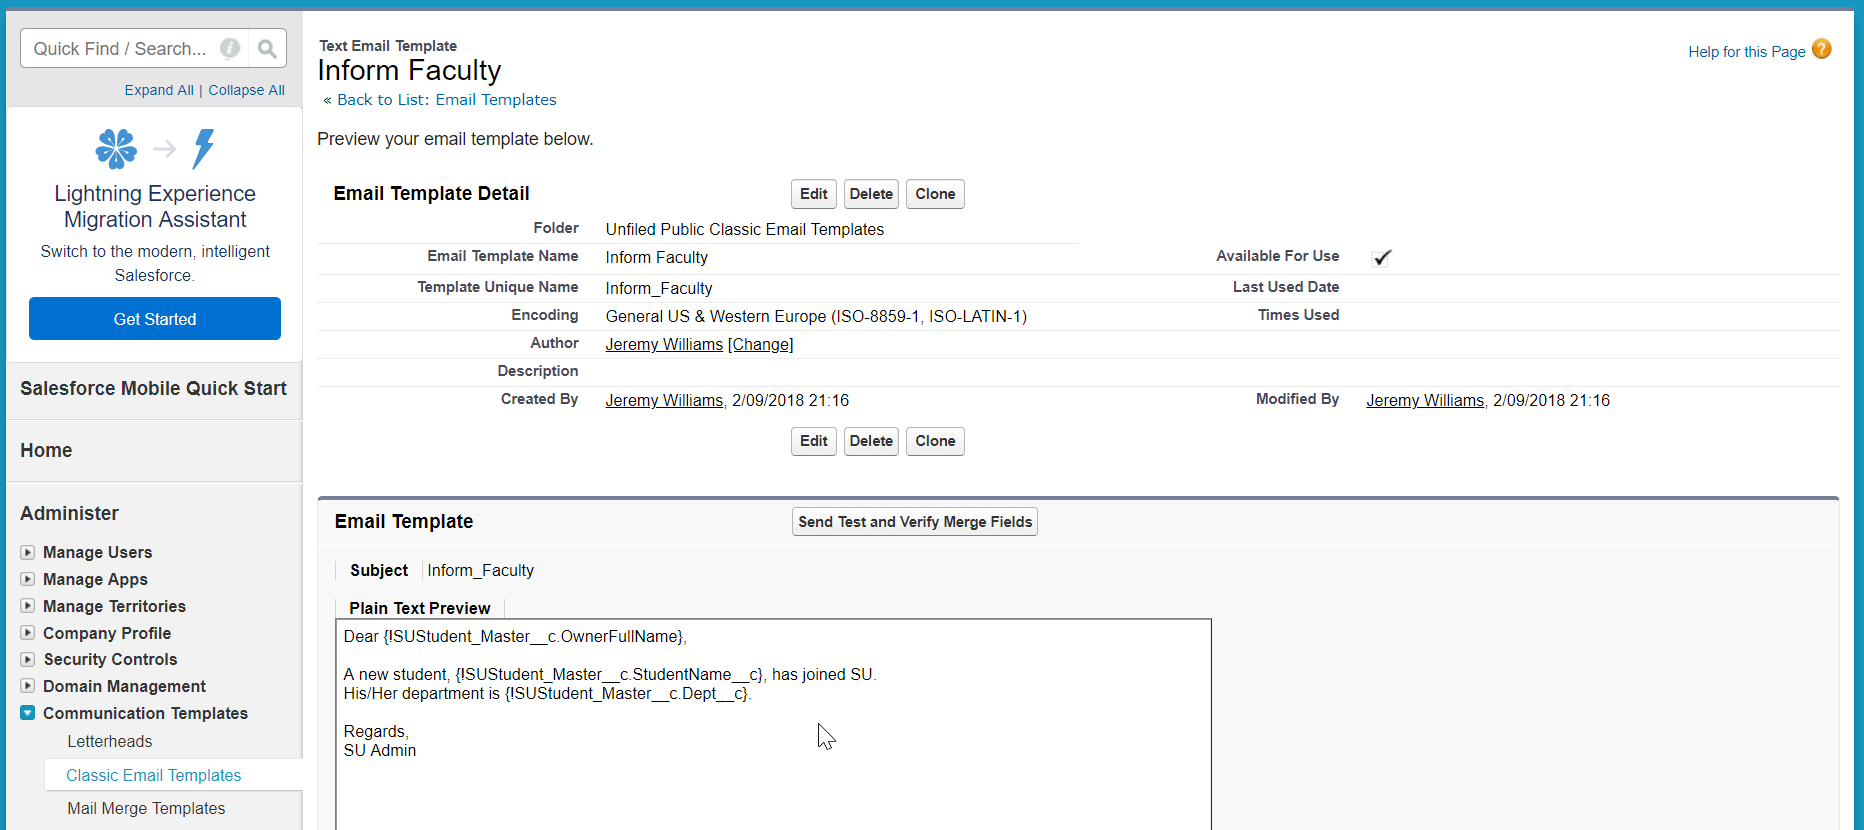 Quick Find / Search...
Expand All | Collapse All
Lightning Experience
Migration Assistant
Switch to the modern, intelligent
Salesforce.
Get Started
Salesforce Mobile Quick Start
Home
Administer
Manage Users
Manage Apps
Manage Territories
Company Profile
Security Controls
Domain Management
Communication Templates
Letterheads
Classic Email Templates
Mail Merge Templates
Text Email Template
Inform Faculty
« Back to List: Email Templates
Help for this Page ?
Preview your email template below.
Email Template Detail Edit Delete Clone
Folder Unfiled Public Classic Email Templates
Email Template Name Inform Faculty Available For Use
Template Unique Name Inform_Faculty Last Used Date
Encoding General US & Western Europe (ISO-8859-1, ISO-LATIN-1) Times Used
Author Jeremy Williams [Change]
Description
Created By Jeremy Williams, 2/09/2018 21:16 Modified By Jeremy Williams, 2/09/2018 21:16
Edit Delete Clone
Email Template Send Test and Verify Merge Fields
Subject Inform_Faculty
Plain Text Preview
Dear {!SUStudent_Master__c.OwnerFullName},
A new student, {!SUStudent_Master__c.StudentName__c}, has joined SU.
His/Her department is {!SUStudent_Master__c.Dept__c}.
Regards,
SU Admin